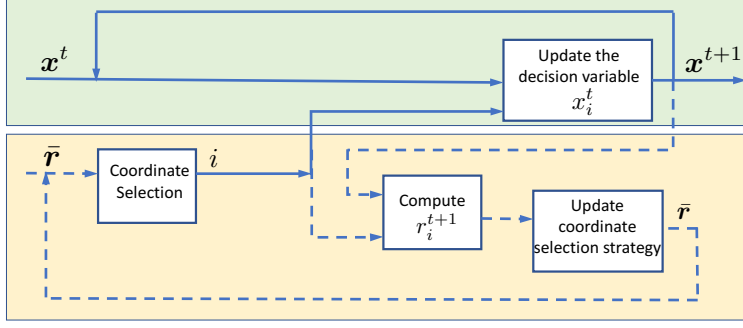 x^t
Update the
decision variable
x_i^t
x^{t+1}
r̄
Coordinate
Selection
i
Compute
r_i^{t+1}
Update
coordinate
selection strategy
r̄